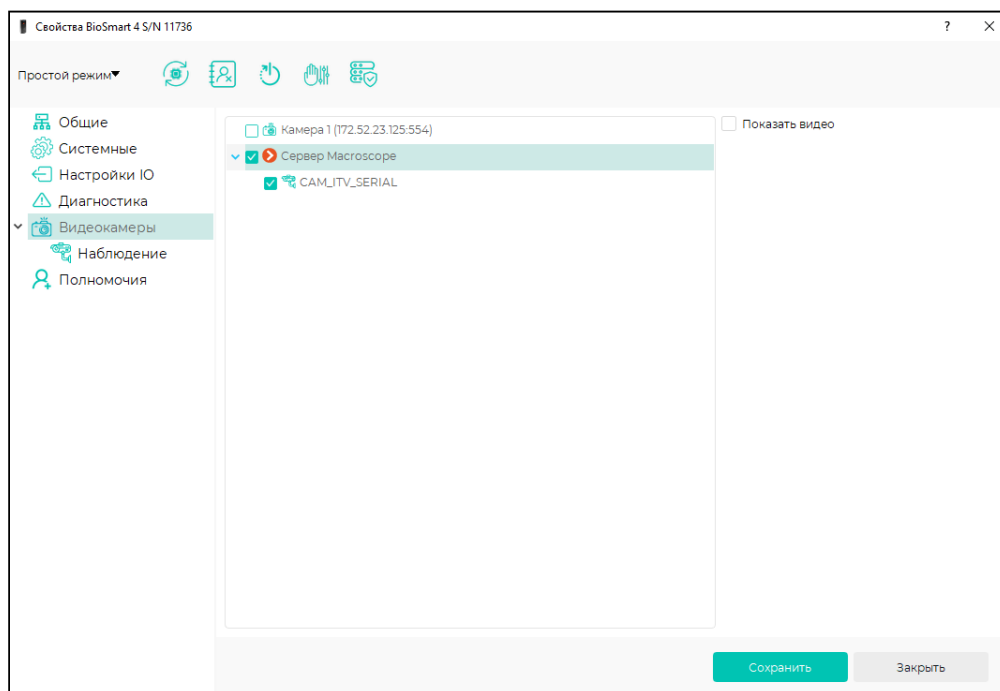 Свойства BioSmart 4 S/N 11736
?
Простой режим
Общие
Системные
Настройки IO
Диагностика
Видеокамеры
Наблюдение
Полномочия
Камера 1 (172.52.23.125:554)
Сервер Macroscope
CAM_ITV_SERIAL
Показать видео
Сохранить
Закрыть